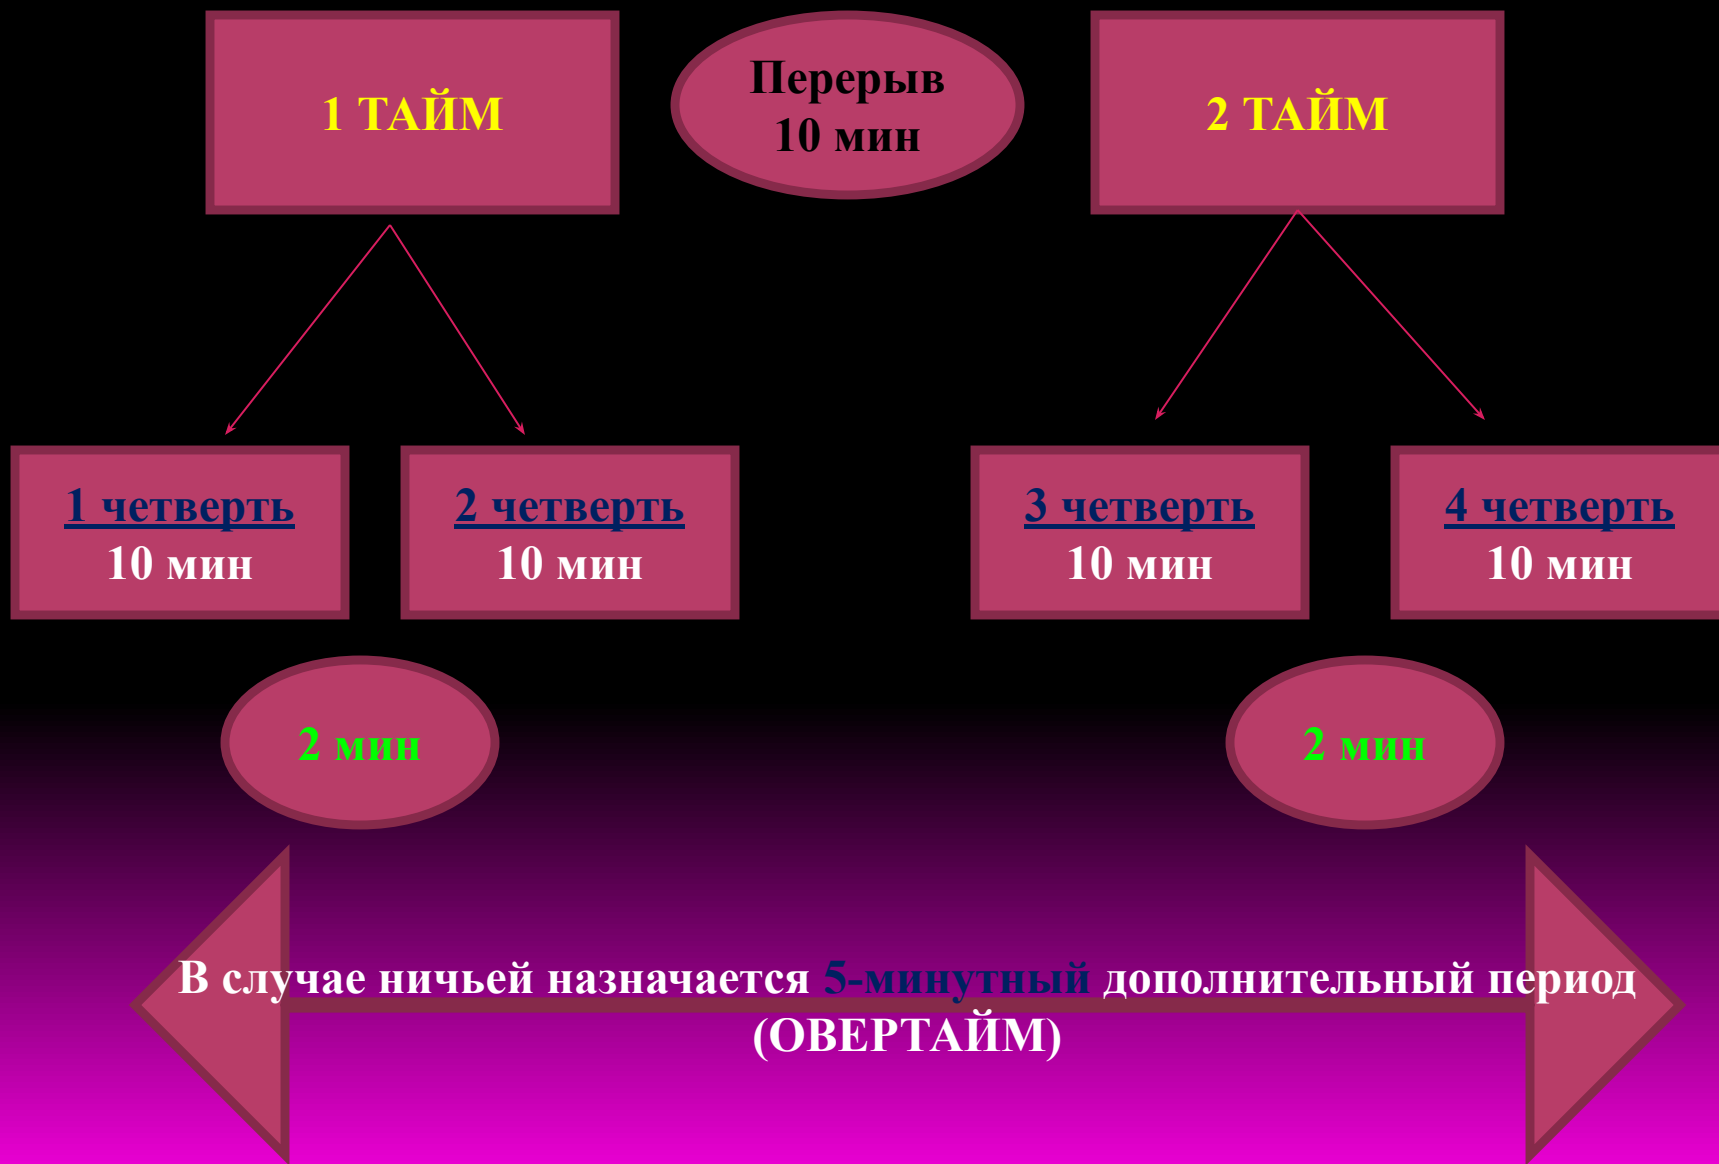 1 ТАЙМ
Перерыв
10 мин
2 ТАЙМ
1 четверть
10 мин
2 четверть
10 мин
3 четверть
10 мин
4 четверть
10 мин
2 мин
2 мин
В случае ничьей назначается 5-минутный дополнительный период
(ОВЕРТАЙМ)